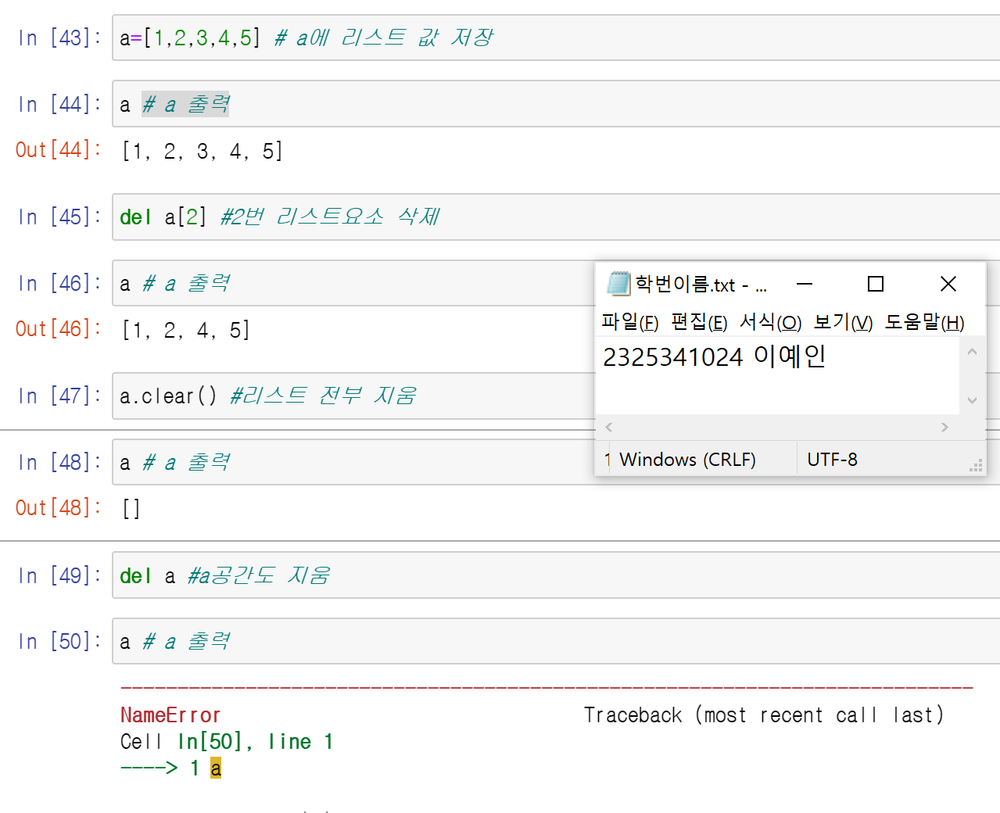 In [43]: a=[1,2,3,4,5] # a에 리스트 값 저장
In [44]: a # a 출력
Out[44]: [1, 2, 3, 4, 5]
In [45]: del a[2] #2번 리스트요소 삭제
In [46]: a # a 출력
Out[46]: [1, 2, 4, 5]
In [47]: a.clear() #리스트 전부 지움
In [48]: a # a 출력
Out[48]: []
In [49]: del a #a공간도 지움
In [50]: a # a 출력
---------------------------------------------------------------------------
NameError Traceback (most recent call last)
Cell In[50], line 1
----> 1 a
학번이름.txt - ...
파일(F) 편집(E) 서식(O) 보기(V) 도움말(H)
2325341024 이예인
1 Windows (CRLF) UTF-8